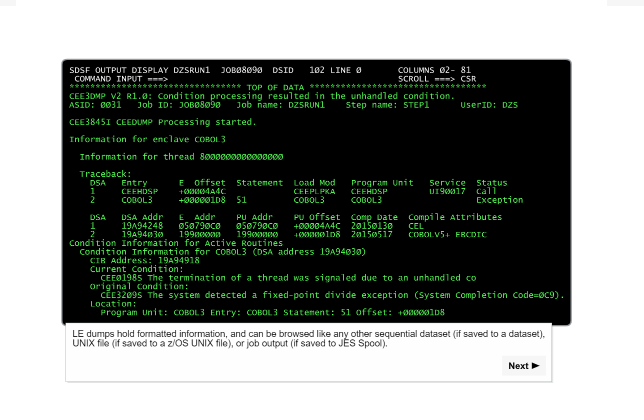 SDSF OUTPUT DISPLAY DZSRUN1 JOB08090 DSID 102 LINE 0 COLUMNS 02- 81
COMMAND INPUT ===> SCROLL ===> CSR
******************************** TOP OF DATA **********************************
CEE3DMP V2 R1.0: Condition processing resulted in the unhandled condition.
ASID: 0031 Job ID: JOB08090 Job name: DZSRUN1 Step name: STEP1 UserID: DZS
CEE3845I CEEDUMP Processing started.
Information for enclave COBOL3
Information for thread 8000000000000000
Traceback:
DSA Entry E Offset Statement Load Mod Program Unit Service Status
1 CEEHDSP +00004A4C CEEPLPKA CEEHDSP UI90017 Call
2 COBOL3 +000001D8 51 COBOL3 COBOL3 Exception
DSA DSA Addr E Addr PU Addr PU Offset Comp Date Compile Attributes
1 19A94248 050790C0 050790C0 +00004A4C 20150130 CEL
2 19A94030 19900000 19900000 +000001D8 20150517 COBOLV5+ EBCDIC
Condition Information for Active Routines
Condition Information for COBOL3 (DSA address 19A94030)
CIB Address: 19A94918
Current Condition:
CEE0198S The termination of a thread was signaled due to an unhandled co
Original Condition:
CEE3209S The system detected a fixed-point divide exception (System Completion Code=0C9).
Location:
Program Unit: COBOL3 Entry: COBOL3 Statement: 51 Offset: +000001D8
LE dumps hold formatted information, and can be browsed like any other sequential dataset (if saved to a dataset),
UNIX file (if saved to a z/OS UNIX file), or job output (if saved to JES Spool).
Next ►